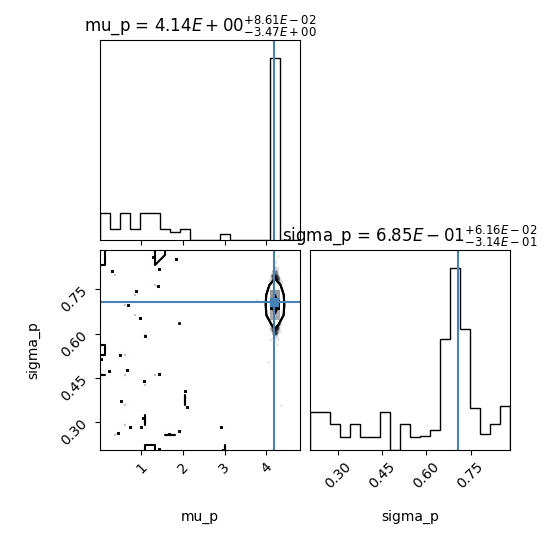 mu_p = 4.14E + 00+8.61E − 02 −3.47E + 00
sigma_p = 6.85E − 01+6.16E − 02 −3.14E − 01
0.75
0.60
0.45
0.30
sigma_p
1 2 3 4
mu_p
0.30 0.45 0.60 0.75
sigma_p